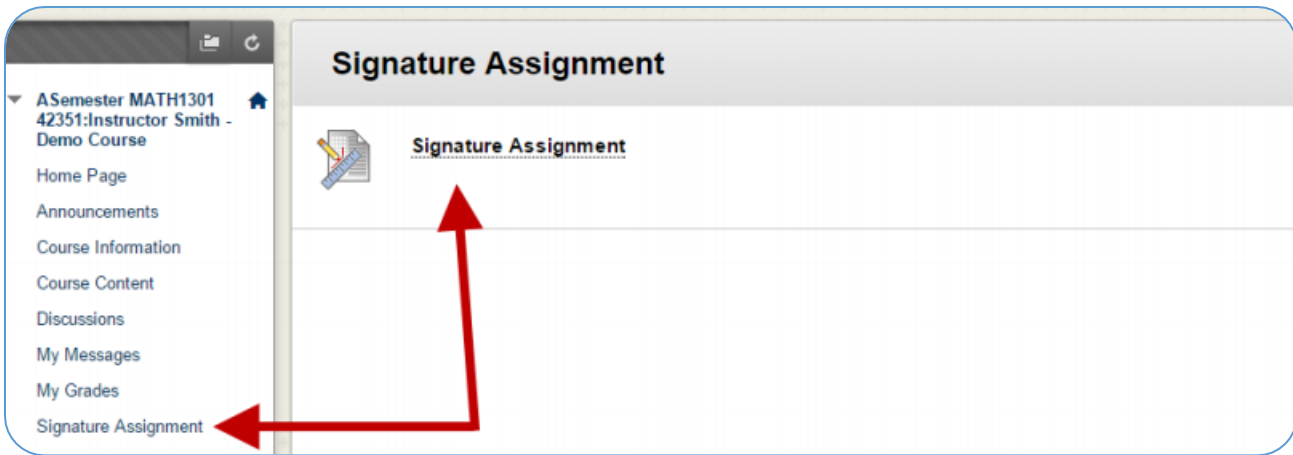 ASemester MATH1301
42351:Instructor Smith -
Demo Course
Home Page
Announcements
Course Information
Course Content
Discussions
My Messages
My Grades
Signature Assignment
Signature Assignment
Signature Assignment